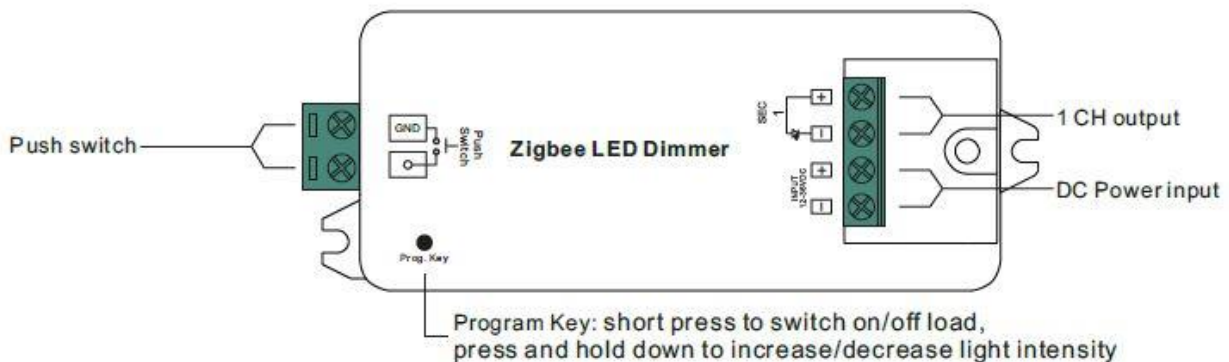 Push switch
GND
Push
Switch
Zigbee LED Dimmer
SEC
1
+
−
+
−
INPUT
12-36VDC
1 CH output
DC Power input
Prog. Key
Program Key: short press to switch on/off load,
press and hold down to increase/decrease light intensity